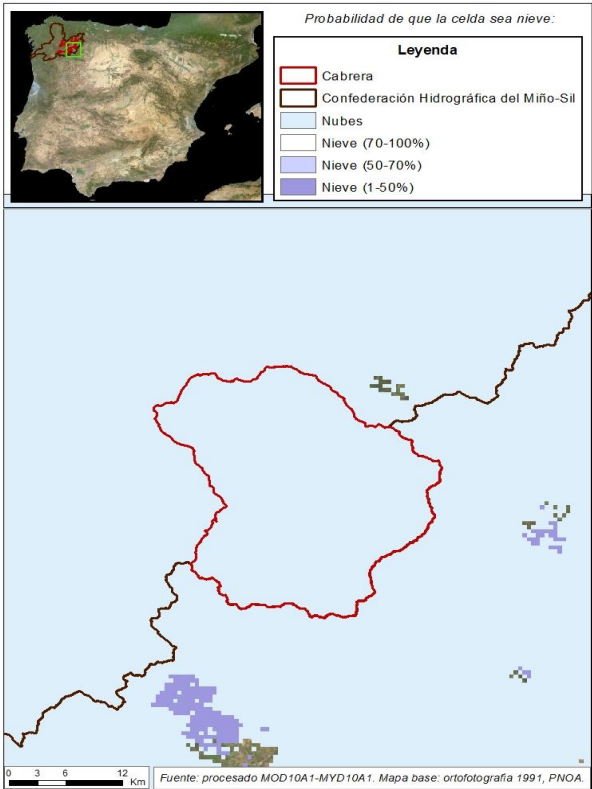 Probabilidad de que la celda sea nieve:
Leyenda
Cabrera
Confederación Hidrográfica del Miño-Sil
Nubes
Nieve (70-100%)
Nieve (50-70%)
Nieve (1-50%)
0 3 6 12
Km
Fuente: procesado MOD10A1-MYD10A1. Mapa base: ortofotografia 1991, PNOA.